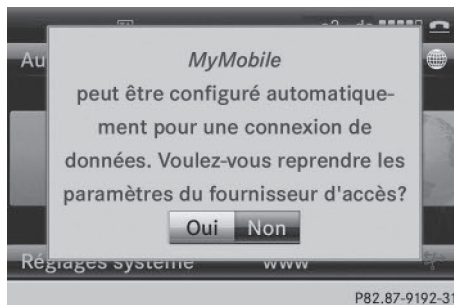 Au
MyMobile
peut être configuré automatique-
ment pour une connexion de
données. Voulez-vous reprendre les
paramètres du fournisseur d'accès?
Oui Non
Réglages système www
P82.87-9192-31